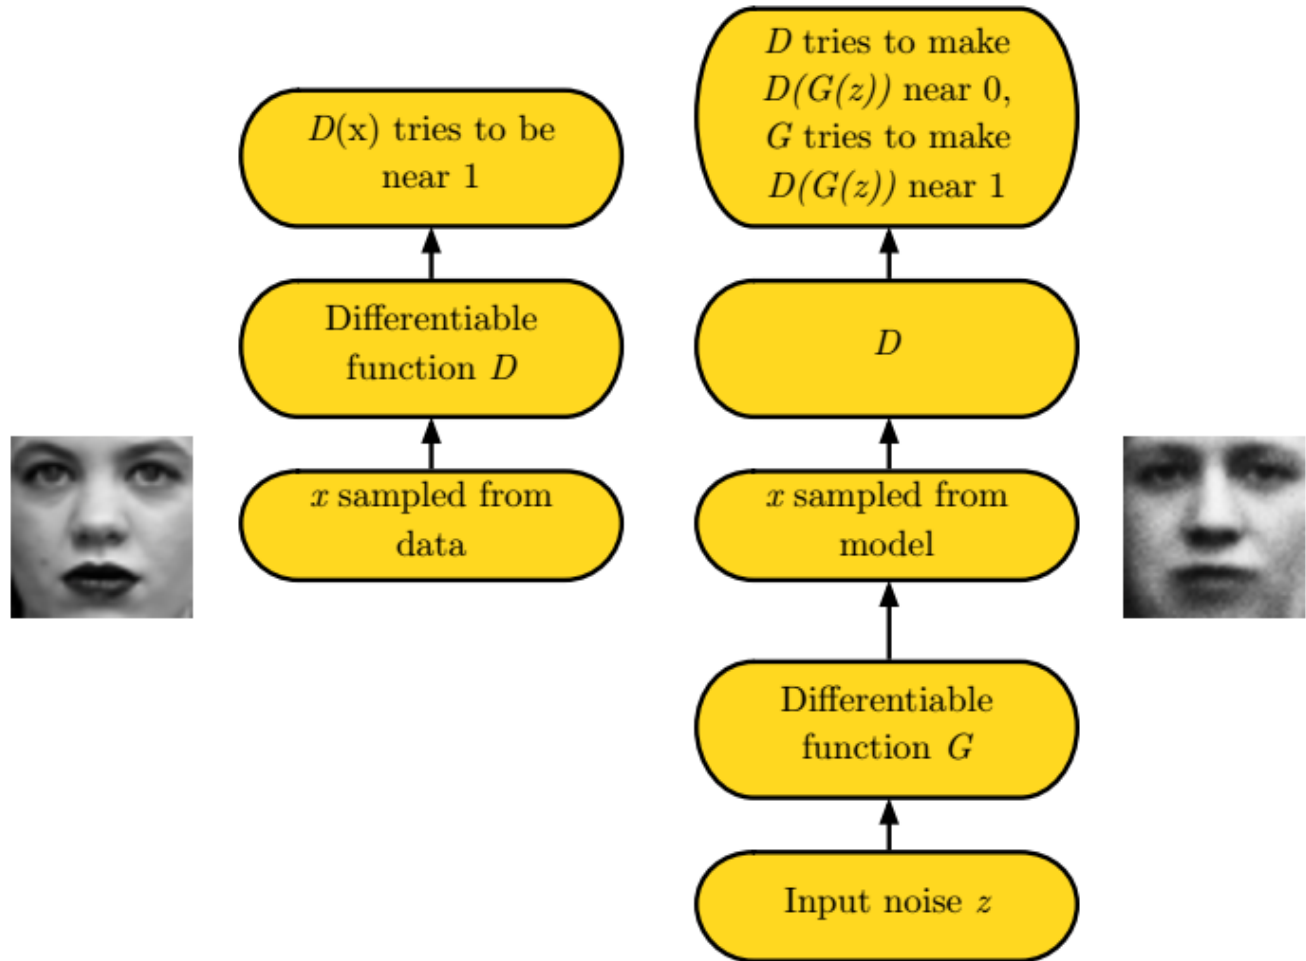 D(x) tries to be
near 1
Differentiable
function D
x sampled from
data
D tries to make
D(G(z)) near 0,
G tries to make
D(G(z)) near 1
D
x sampled from
model
Differentiable
function G
Input noise z